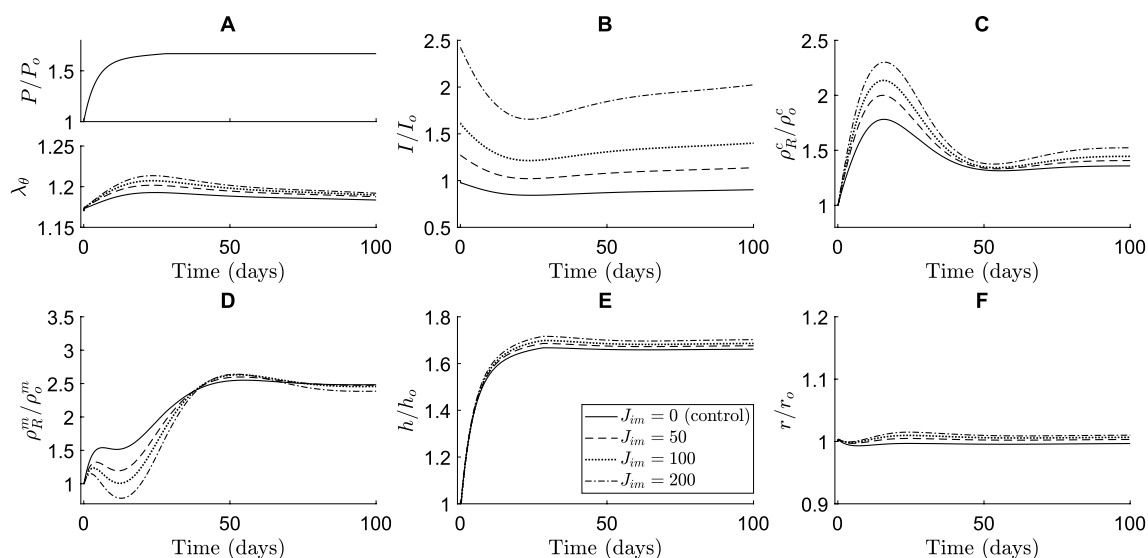 A
P/P_o
1.5
1
λ_θ
1.25
1.2
1.15
0 50 100
Time (days)
B
I/I_o
2.5
2
1.5
1
0.5
0 50 100
Time (days)
C
ρ_R^c/ρ_o^c
2.5
2
1.5
1
0 50 100
Time (days)
D
ρ_R^m/ρ_o^m
3.5
3
2.5
2
1.5
1
0 50 100
Time (days)
E
h/h_o
1.8
1.6
1.4
1.2
1
J_im = 0 (control)
J_im = 50
J_im = 100
J_im = 200
0 50 100
Time (days)
F
r/r_o
1.2
1.1
1
0.9
0 50 100
Time (days)